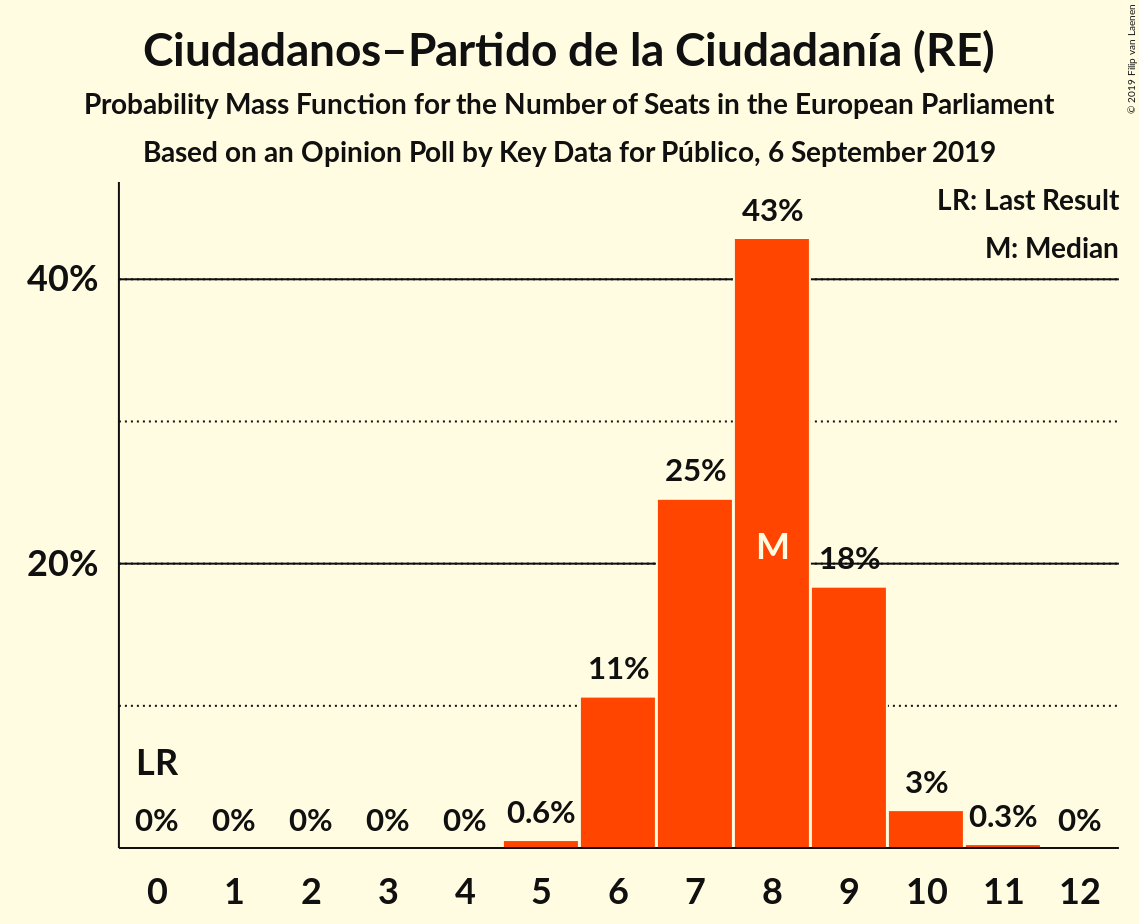 Ciudadanos–Partido de la Ciudadanía (RE)
Probability Mass Function for the Number of Seats in the European Parliament
Based on an Opinion Poll by Key Data for Público, 6 September 2019
© 2019 Filip van Laenen
LR: Last Result
M: Median
43%
40%
25%
M
18%
20%
11%
LR
0% 0% 0% 0% 0% 0.6% 3% 0.3% 0%
0 1 2 3 4 5 6 7 8 9 10 11 12